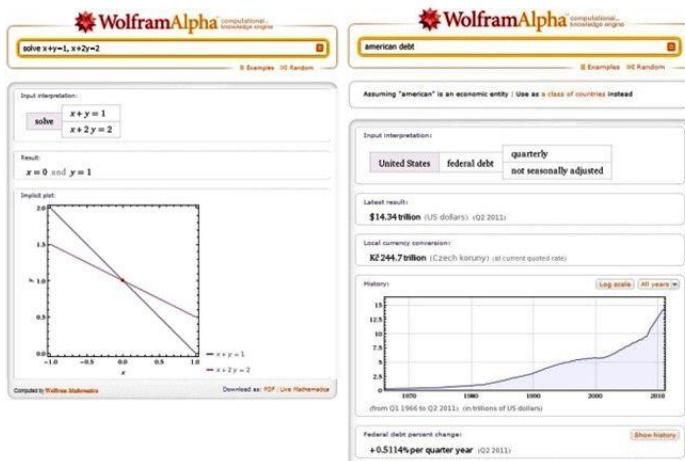 WolframAlpha computational... knowledge engine
solve x+y=1, x+2y=2
Examples Random
Input interpretation:
solve
x + y = 1
x + 2 y = 2
Result:
x = 0 and y = 1
Implicit plot:
2.0
1.5
1.0
0.5
0.0
y
-1.0 -0.5 0.0 0.5 1.0
x
x + y = 1
x + 2 y = 2
Computed by Wolfram Mathematica
Download as: PDF | Live Mathematica
WolframAlpha computational... knowledge engine
american debt
Examples Random
Assuming "american" is an economic entity | Use as a class of countries instead
Input interpretation:
United States federal debt
quarterly
not seasonally adjusted
Latest result:
$14.34 trillion (US dollars) (Q2 2011)
Local currency conversion:
Kč 244.7 trillion (Czech koruny) (at current quoted rate)
History:
Log scale All years
15
12.5
10
7.5
5
2.5
1970 1980 1990 2000 2010
(from Q1 1966 to Q2 2011) (in trillions of US dollars)
Federal debt percent change:
Show history
+0.5114% per quarter year (Q2 2011)